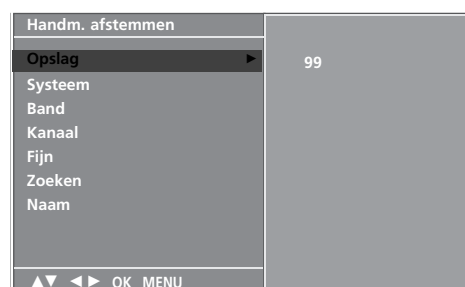 Handm. afstemmen
Opslag ► 99
Systeem
Band
Kanaal
Fijn
Zoeken
Naam
▲▼ ◄► OK MENU